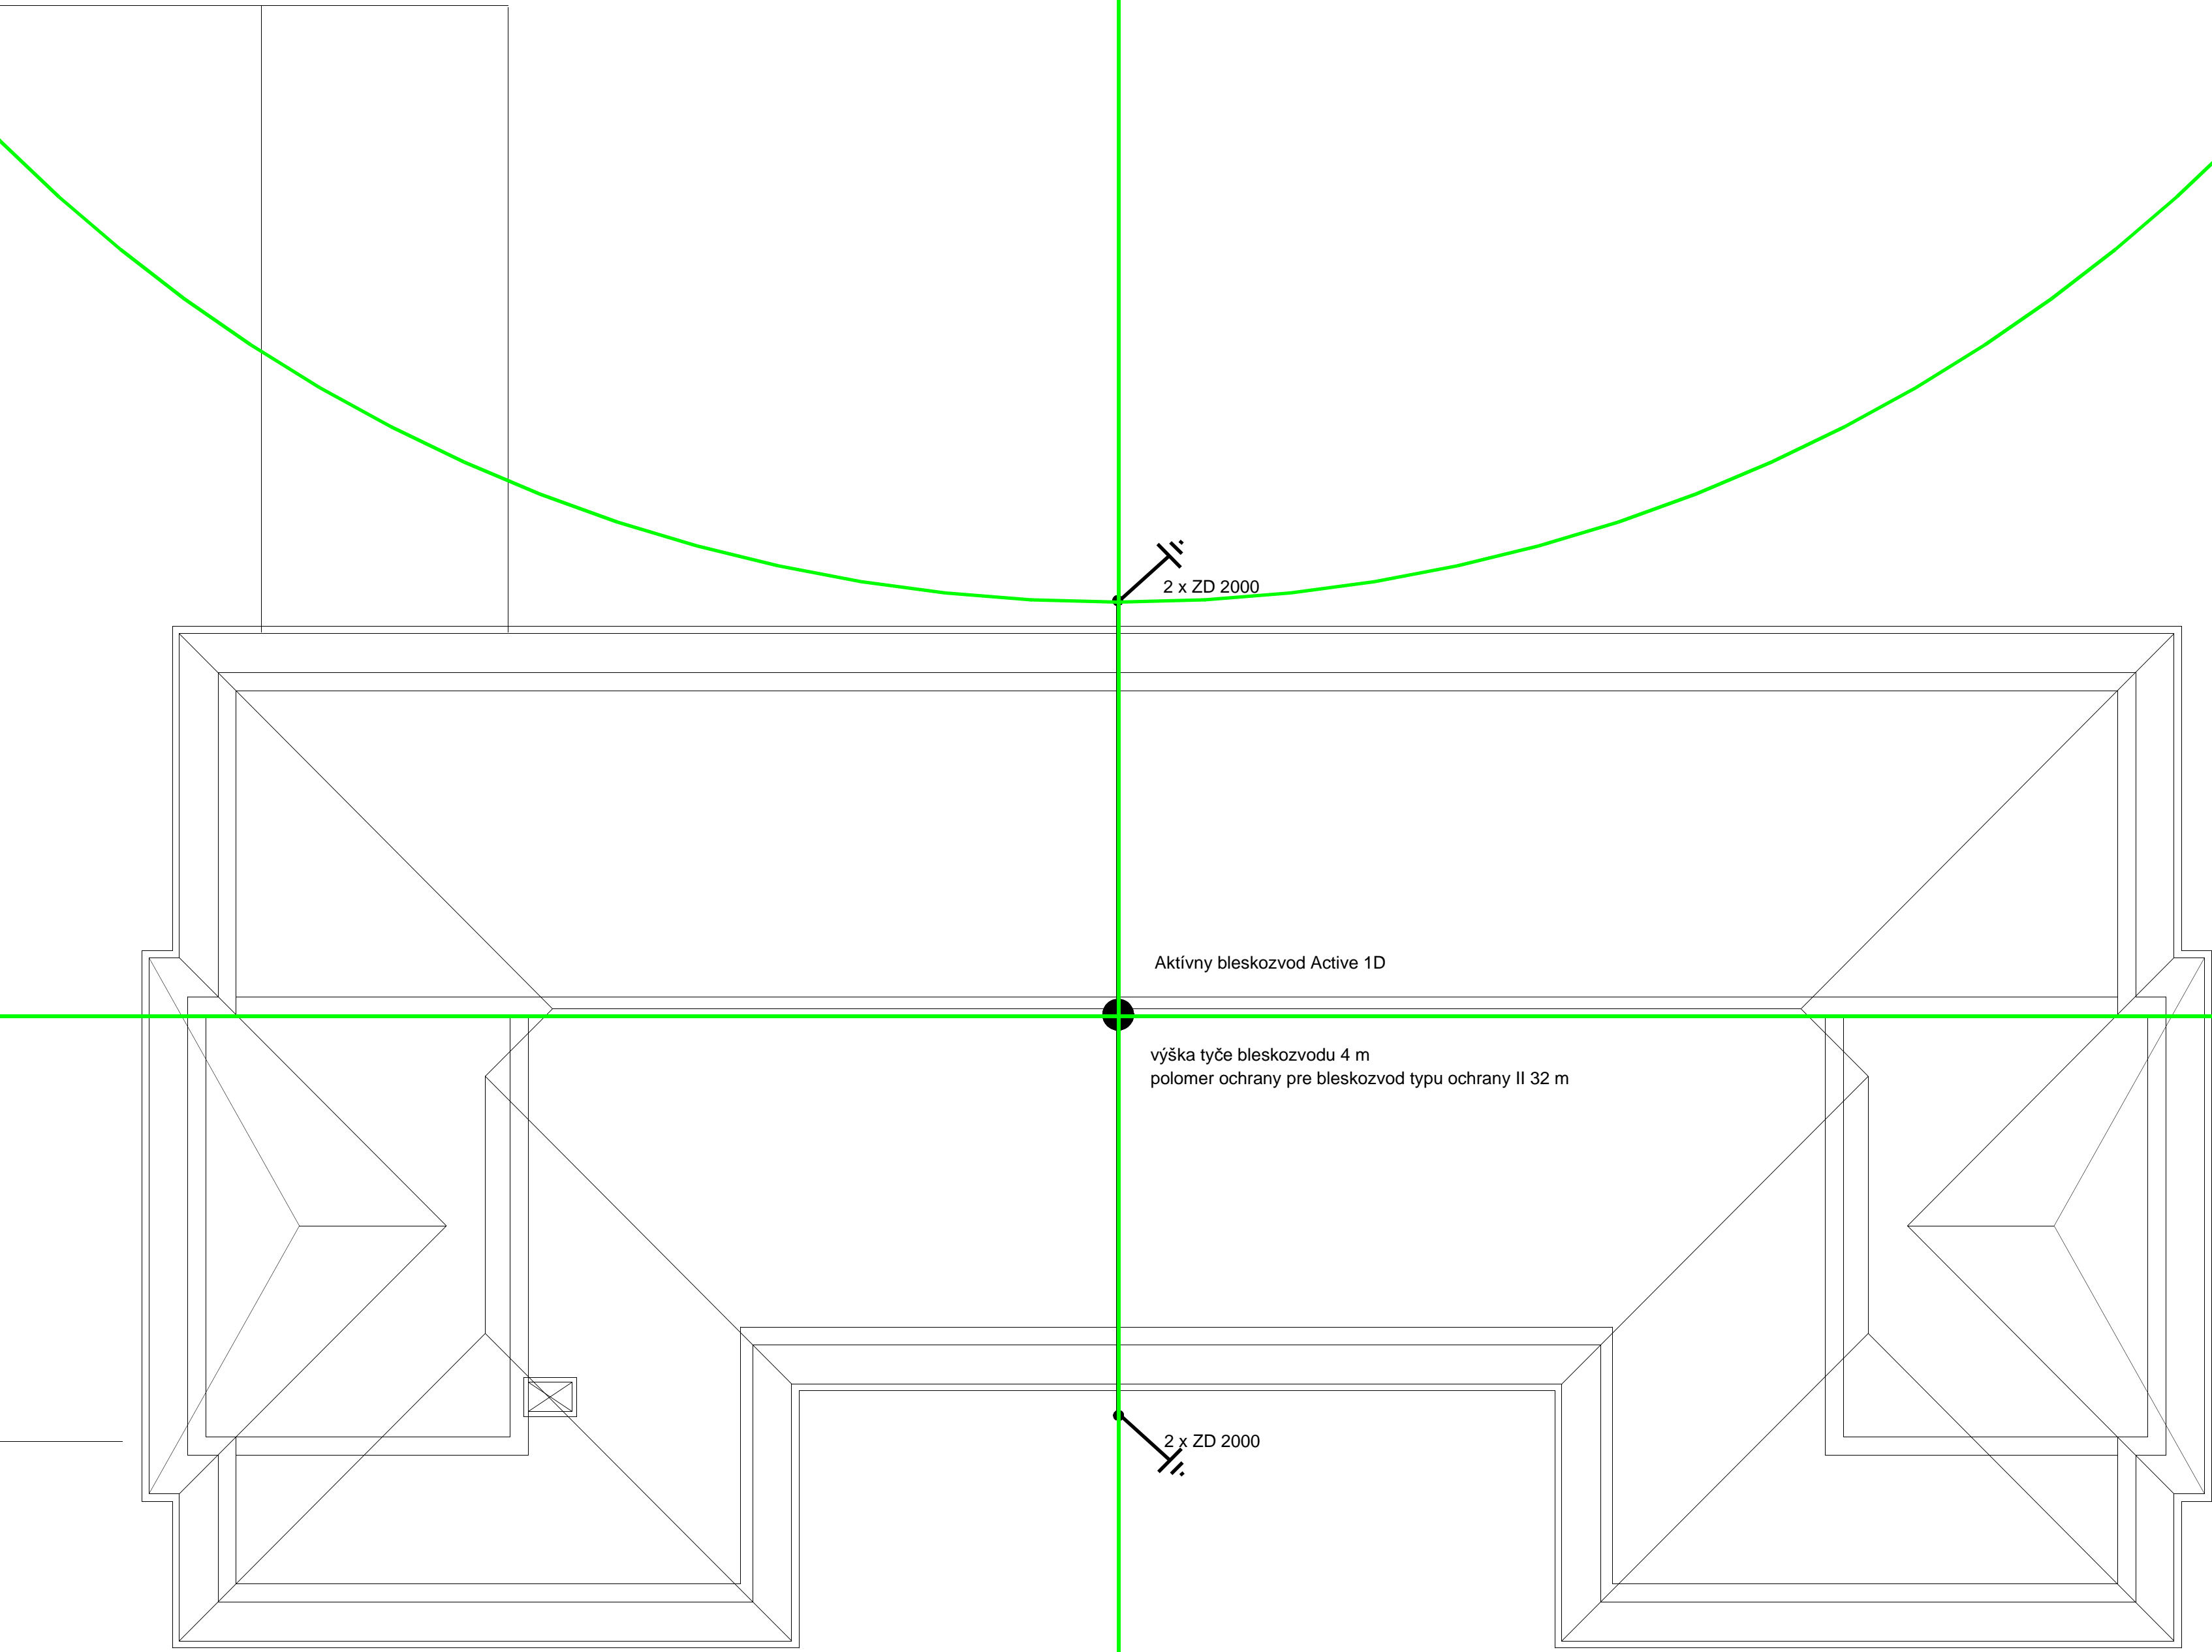 2 x ZD 2000
Aktívny bleskozvod Active 1D
výška tyče bleskozvodu 4 m
polomer ochrany pre bleskozvod typu ochrany II 32 m
2 x ZD 2000